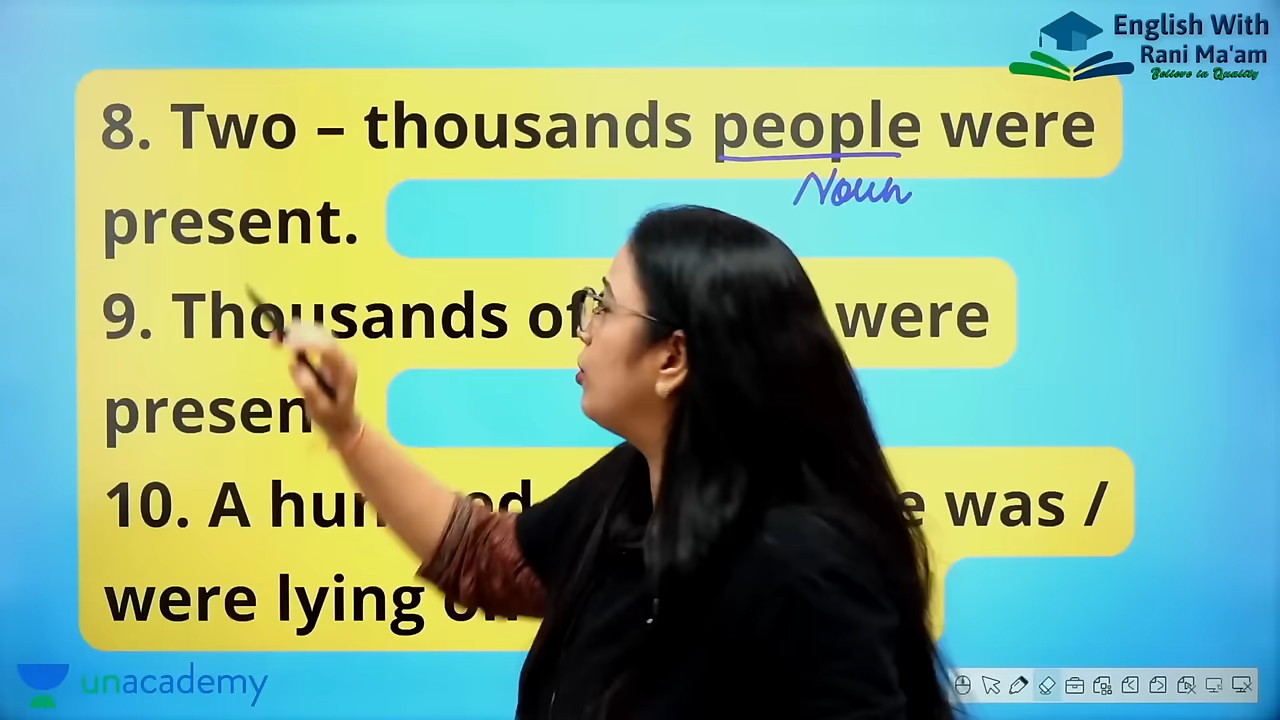 English With
Rani Ma'am
Believe in Quality
8. Two – thousands people were
Noun
present.
9. Thousands of were
presen
10. A was /
were lying
unacademy